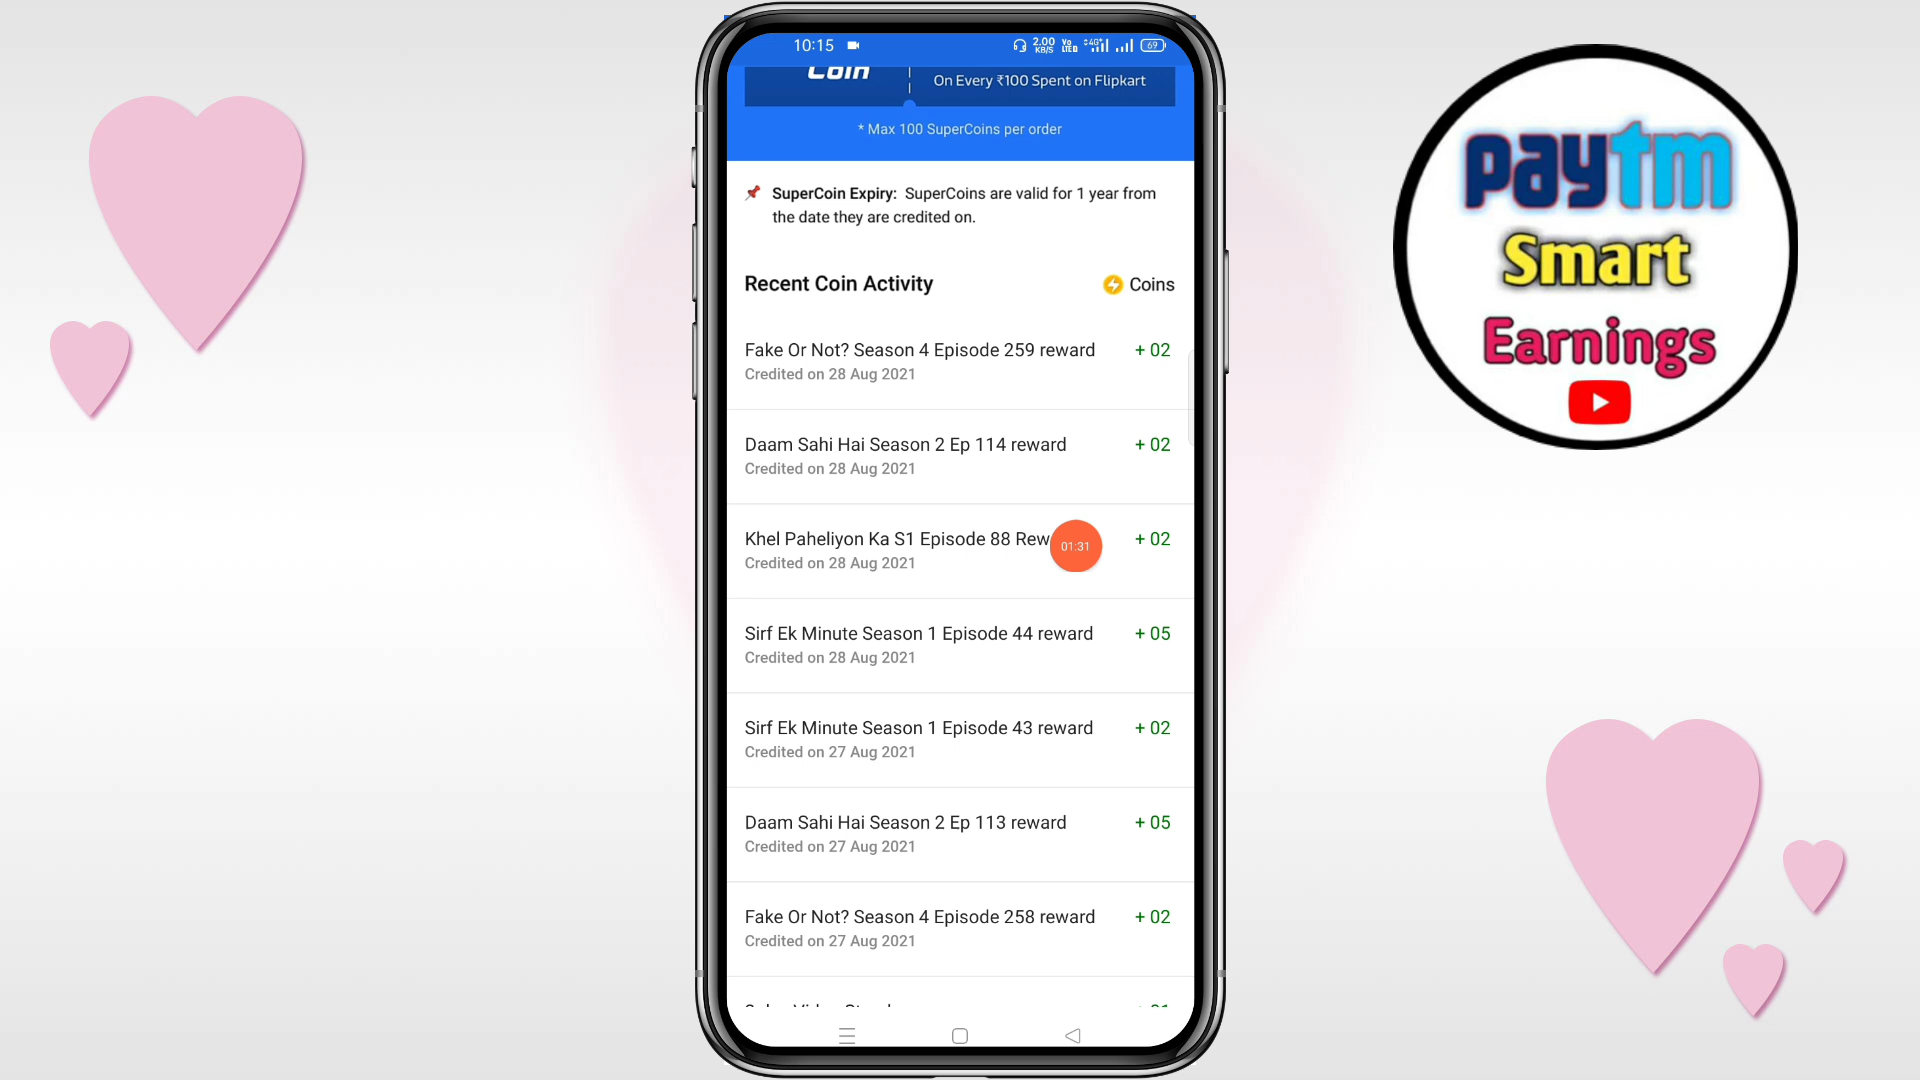 10:15
2.00 KB/S
Vo LTE
4G+
69
Coin
On Every ₹100 Spent on Flipkart
* Max 100 SuperCoins per order
SuperCoin Expiry: SuperCoins are valid for 1 year from
the date they are credited on.
Recent Coin Activity
Coins
Fake Or Not? Season 4 Episode 259 reward + 02
Credited on 28 Aug 2021
Daam Sahi Hai Season 2 Ep 114 reward + 02
Credited on 28 Aug 2021
Khel Paheliyon Ka S1 Episode 88 Rew + 02
01:31
Credited on 28 Aug 2021
Sirf Ek Minute Season 1 Episode 44 reward + 05
Credited on 28 Aug 2021
Sirf Ek Minute Season 1 Episode 43 reward + 02
Credited on 27 Aug 2021
Daam Sahi Hai Season 2 Ep 113 reward + 05
Credited on 27 Aug 2021
Fake Or Not? Season 4 Episode 258 reward + 02
Credited on 27 Aug 2021
paytm
Smart
Earnings